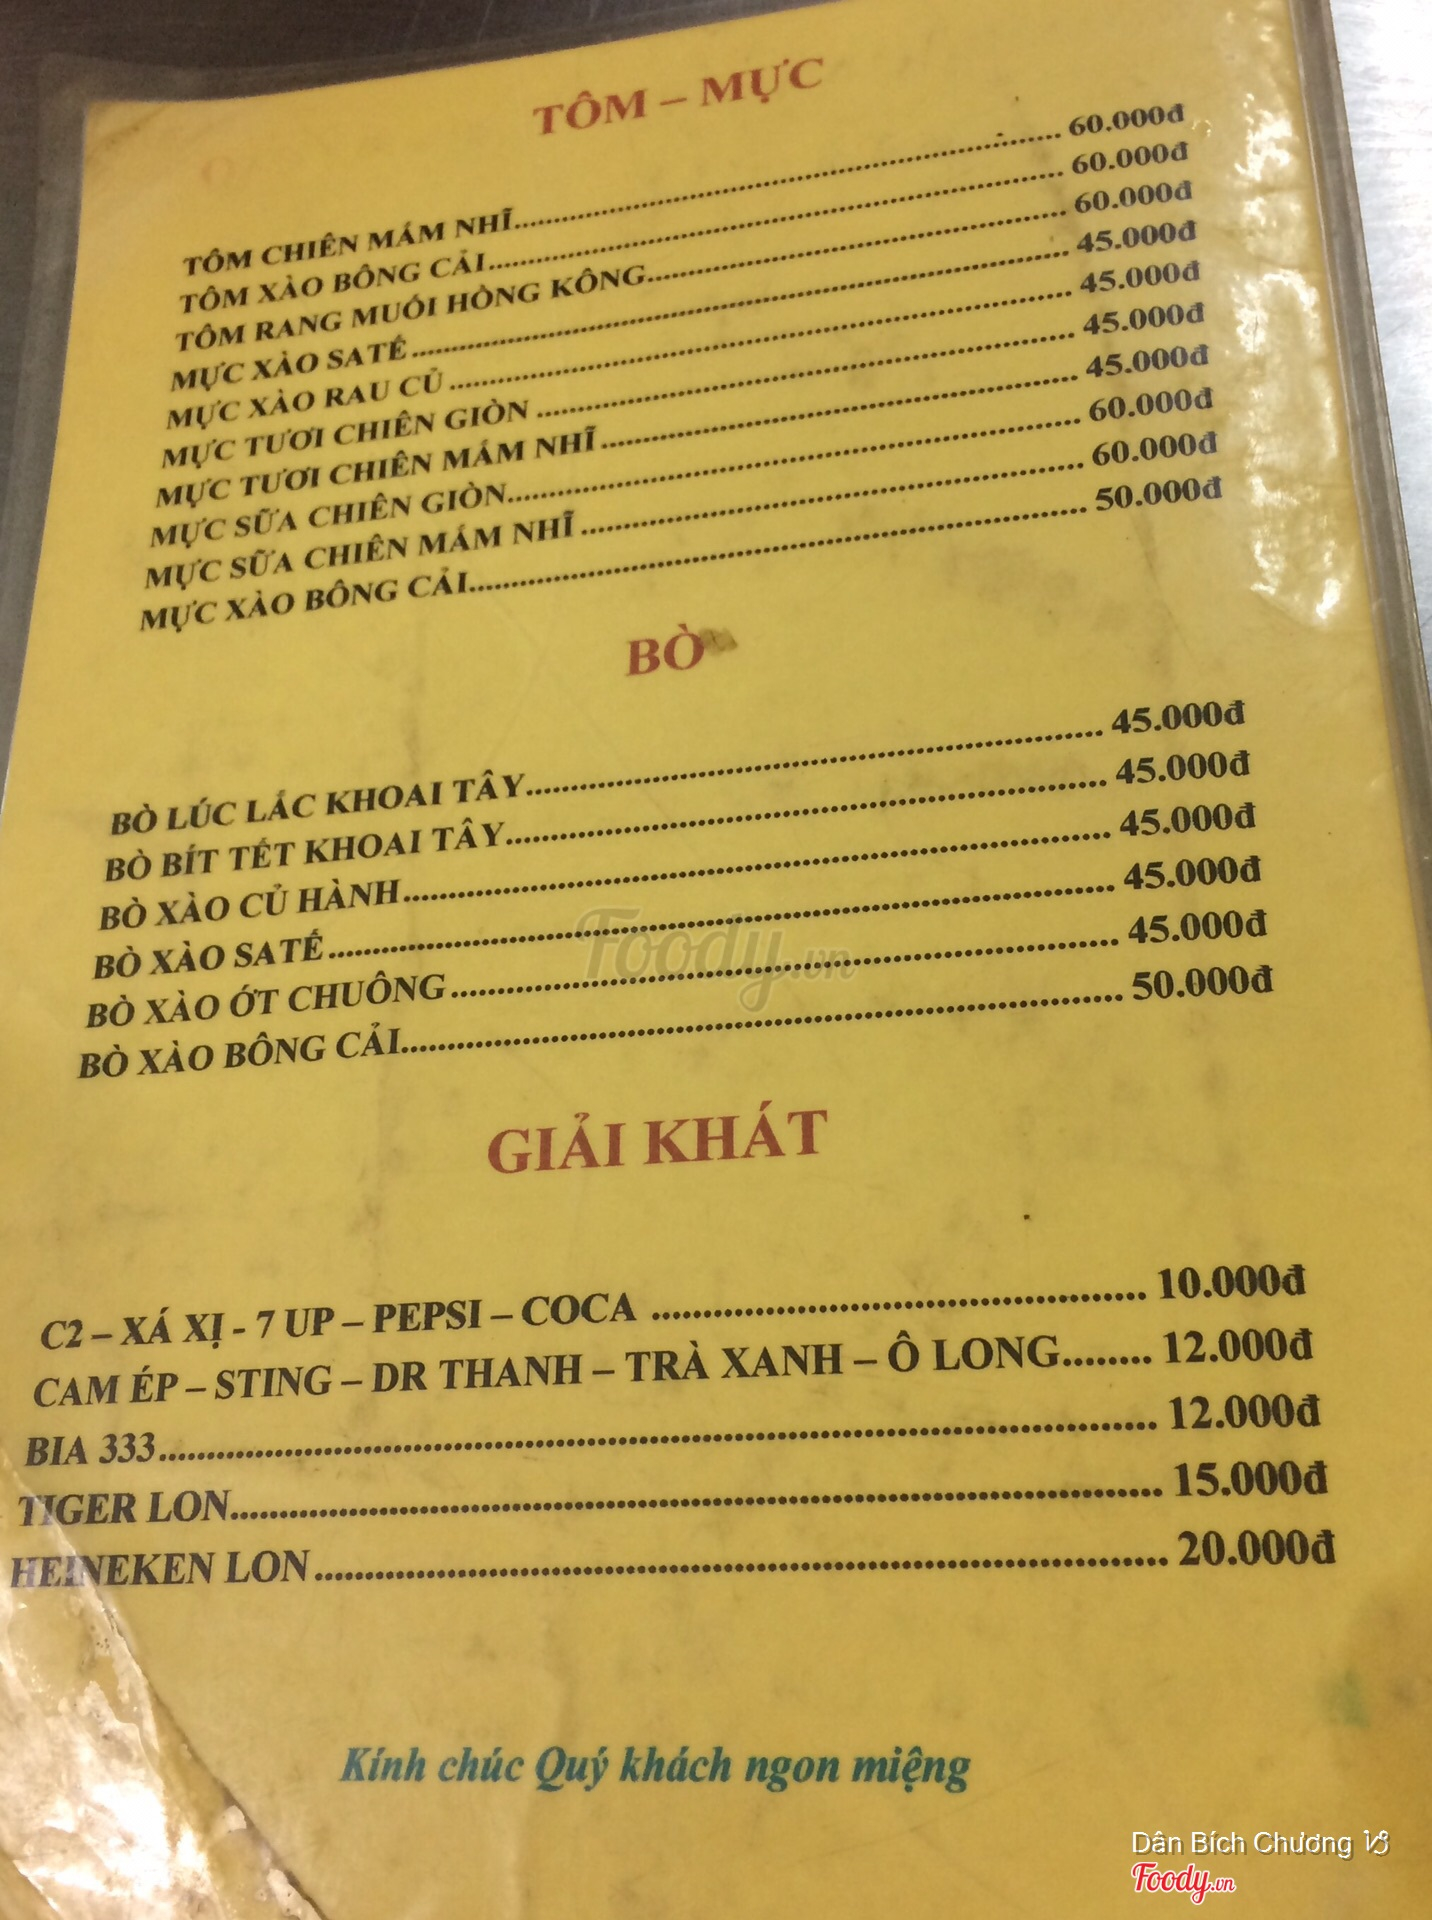 TÔM – MỰC
TÔM CHIÊN MẮM NHĨ........................ 60.000đ
TÔM XÀO BÔNG CẢI........................ 60.000đ
TÔM RANG MUỐI HỒNG KÔNG........................ 60.000đ
MỰC XÀO SATẾ........................ 45.000đ
MỰC XÀO RAU CỦ........................ 45.000đ
MỰC TƯƠI CHIÊN GIÒN........................ 45.000đ
MỰC TƯƠI CHIÊN MẮM NHĨ........................ 45.000đ
MỰC SỮA CHIÊN GIÒN........................ 60.000đ
MỰC SỮA CHIÊN MẮM NHĨ........................ 60.000đ
MỰC XÀO BÔNG CẢI........................ 50.000đ
BÒ
BÒ LÚC LẮC KHOAI TÂY........................ 45.000đ
BÒ BÍT TẾT KHOAI TÂY........................ 45.000đ
BÒ XÀO CỦ HÀNH........................ 45.000đ
BÒ XÀO SATẾ........................ 45.000đ
BÒ XÀO ỚT CHUÔNG........................ 45.000đ
BÒ XÀO BÔNG CẢI........................ 50.000đ
Foody.vn
GIẢI KHÁT
C2 – XÁ XỊ - 7 UP – PEPSI – COCA ........................ 10.000đ
CAM ÉP – STING – DR THANH – TRÀ XANH – Ô LONG........ 12.000đ
BIA 333........................ 12.000đ
TIGER LON........................ 15.000đ
HEINEKEN LON........................ 20.000đ
Kính chúc Quý khách ngon miệng
Dân Bích Chương
Foody.vn